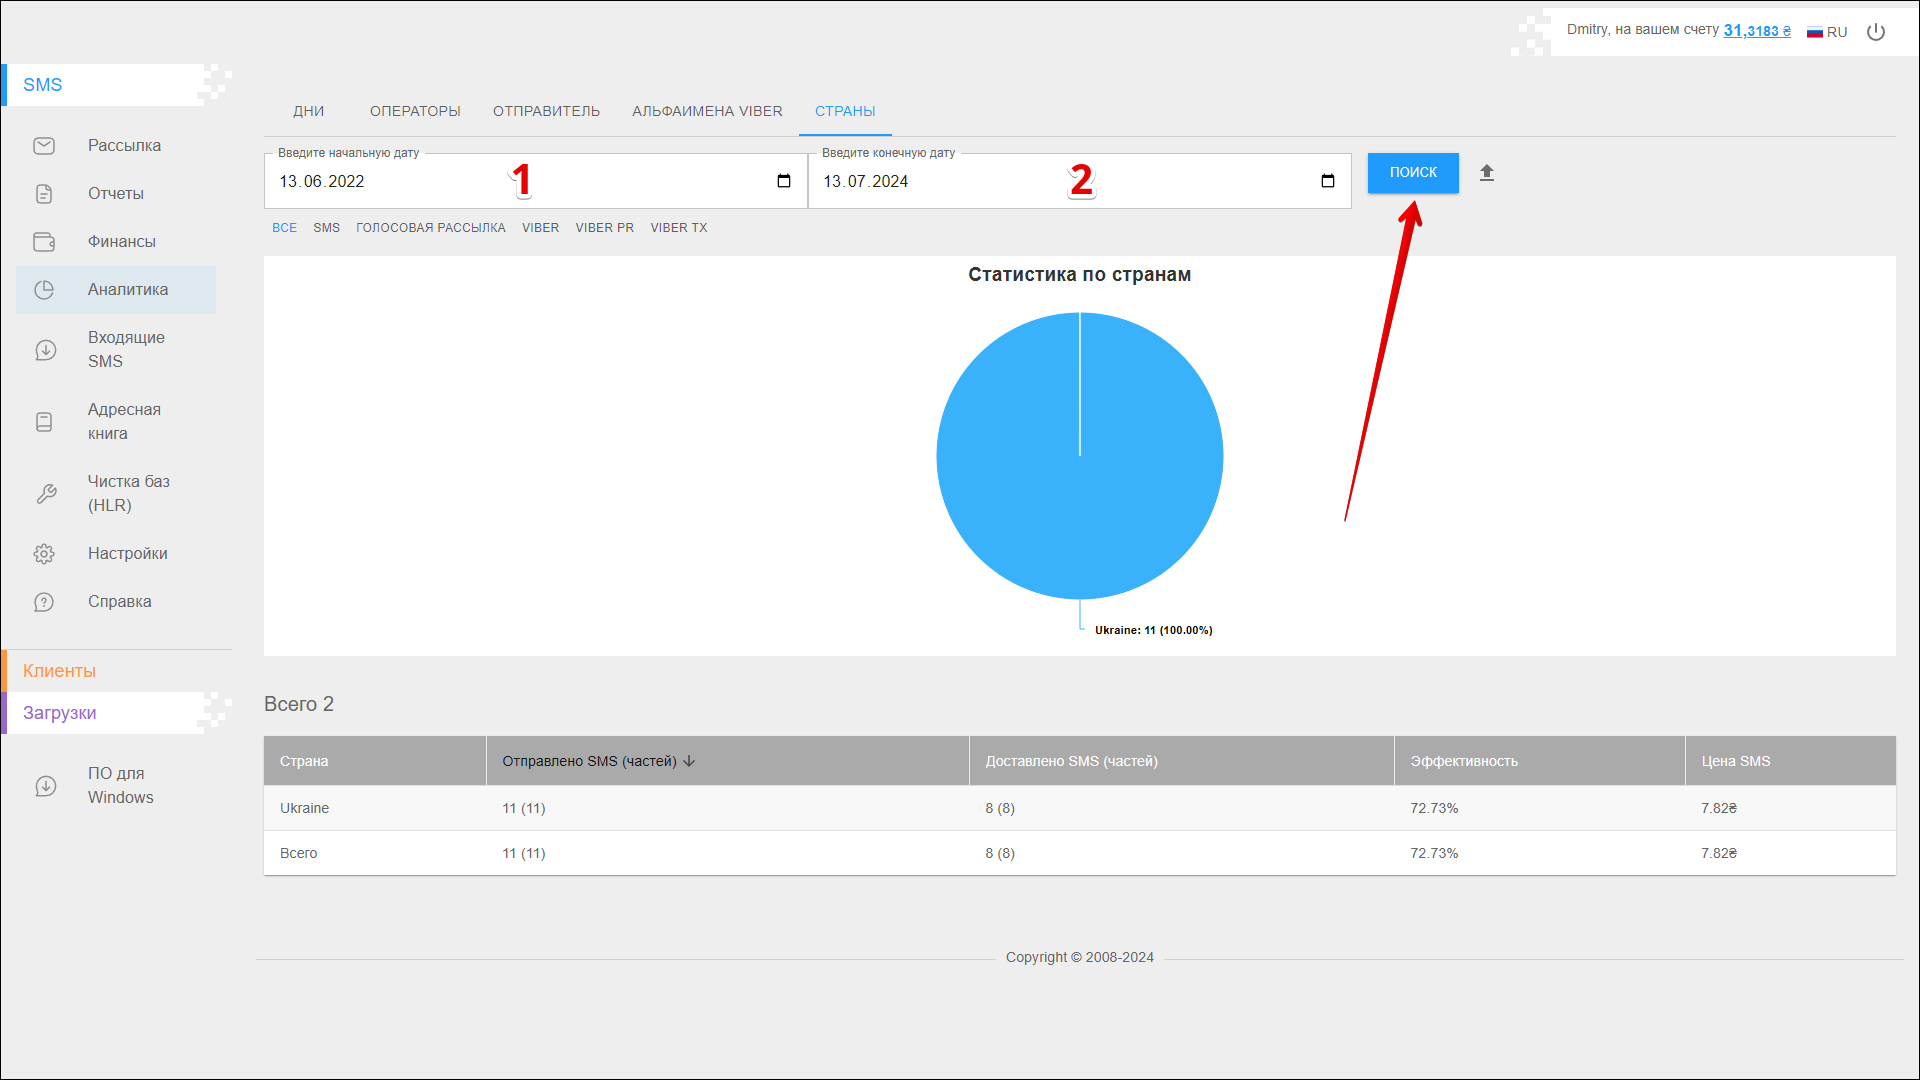 Dmitry, на вашем счету 31,3183 ₴ RU
SMS
Рассылка
Отчеты
Финансы
Аналитика
Входящие
SMS
Адресная
книга
Чистка баз
(HLR)
Настройки
Справка
Клиенты
Загрузки
ПО для
Windows
ДНИ ОПЕРАТОРЫ ОТПРАВИТЕЛЬ АЛЬФАИМЕНА VIBER СТРАНЫ
Введите начальную дату Введите конечную дату
13.06.2022 1 13.07.2024 2 ПОИСК
ВСЕ SMS ГОЛОСОВАЯ РАССЫЛКА VIBER VIBER PR VIBER TX
Статистика по странам
Ukraine: 11 (100.00%)
Всего 2
Страна Отправлено SMS (частей) Доставлено SMS (частей) Эффективность Цена SMS
Ukraine 11 (11) 8 (8) 72.73% 7.82₴
Всего 11 (11) 8 (8) 72.73% 7.82₴
Copyright © 2008-2024